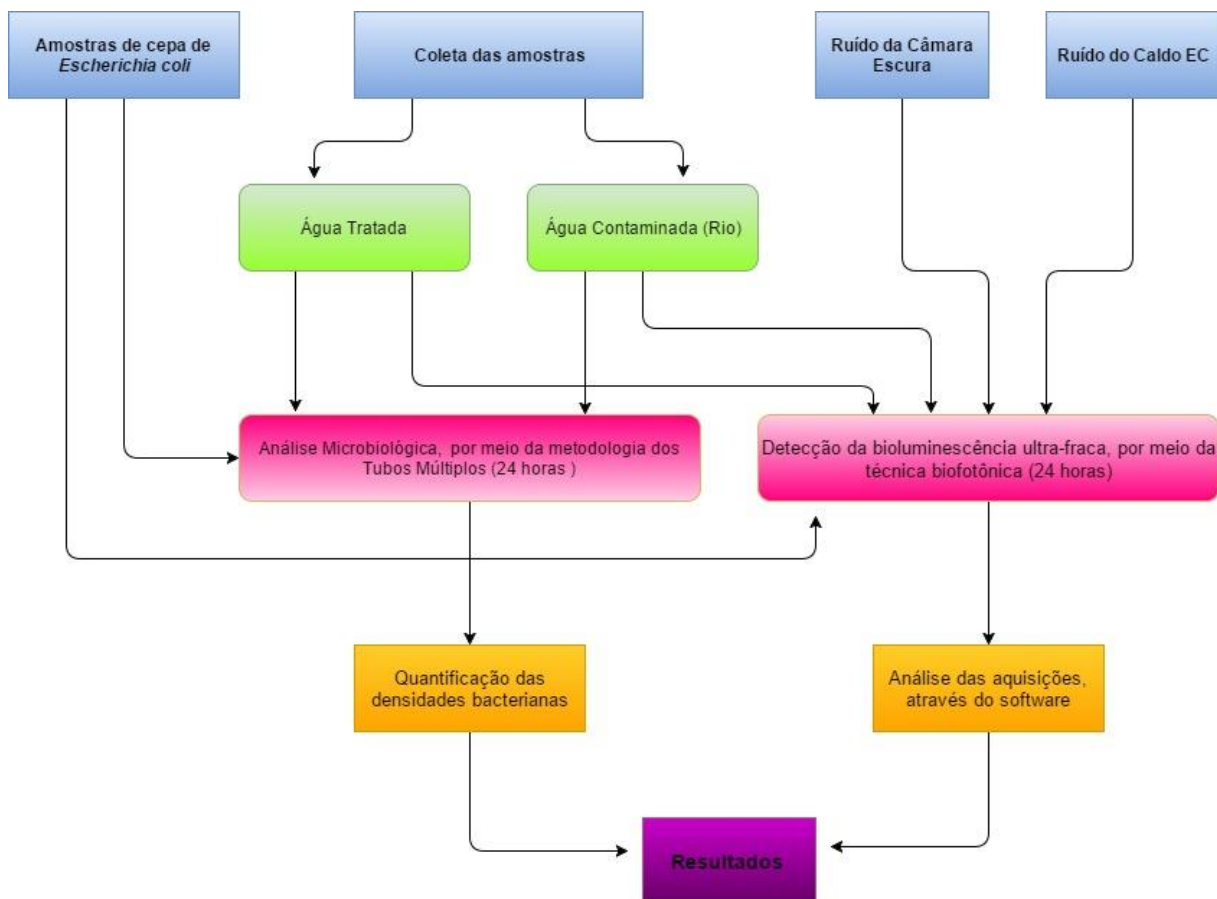 Amostras de cepa de
Escherichia coli
Coleta das amostras
Ruído da Câmara
Escura
Ruído do Caldo EC
Água Tratada
Água Contaminada (Rio)
Análise Microbiológica, por meio da metodologia dos
Tubos Múltiplos (24 horas )
Detecção da bioluminescência ultra-fraca, por meio da
técnica biofotônica (24 horas)
Quantificação das
densidades bacterianas
Análise das aquisições,
através do software
Resultados